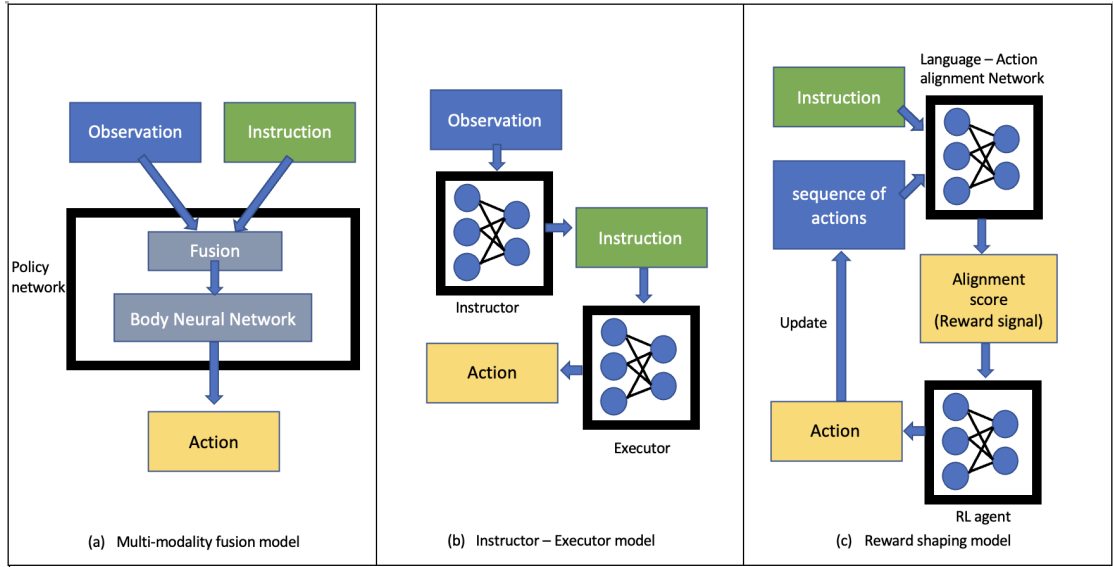 Observation
Instruction
Policy
network
Fusion
Body Neural Network
Action
(a) Multi-modality fusion model
Observation
Instructor
Instruction
Action
Executor
(b) Instructor – Executor model
Language – Action
alignment Network
Instruction
sequence of
actions
Alignment
score
(Reward signal)
Update
Action
RL agent
(c) Reward shaping model